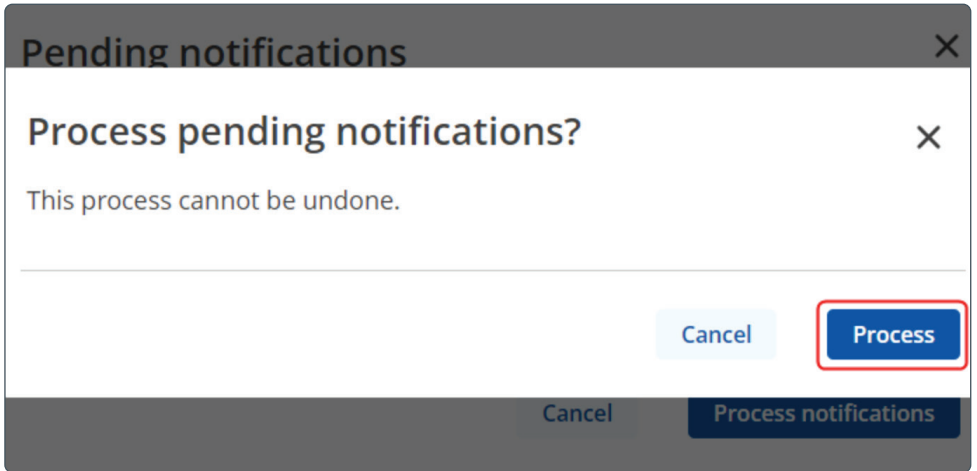 Pending notifications
Process pending notifications?
This process cannot be undone.
Cancel Process
Cancel Process notifications